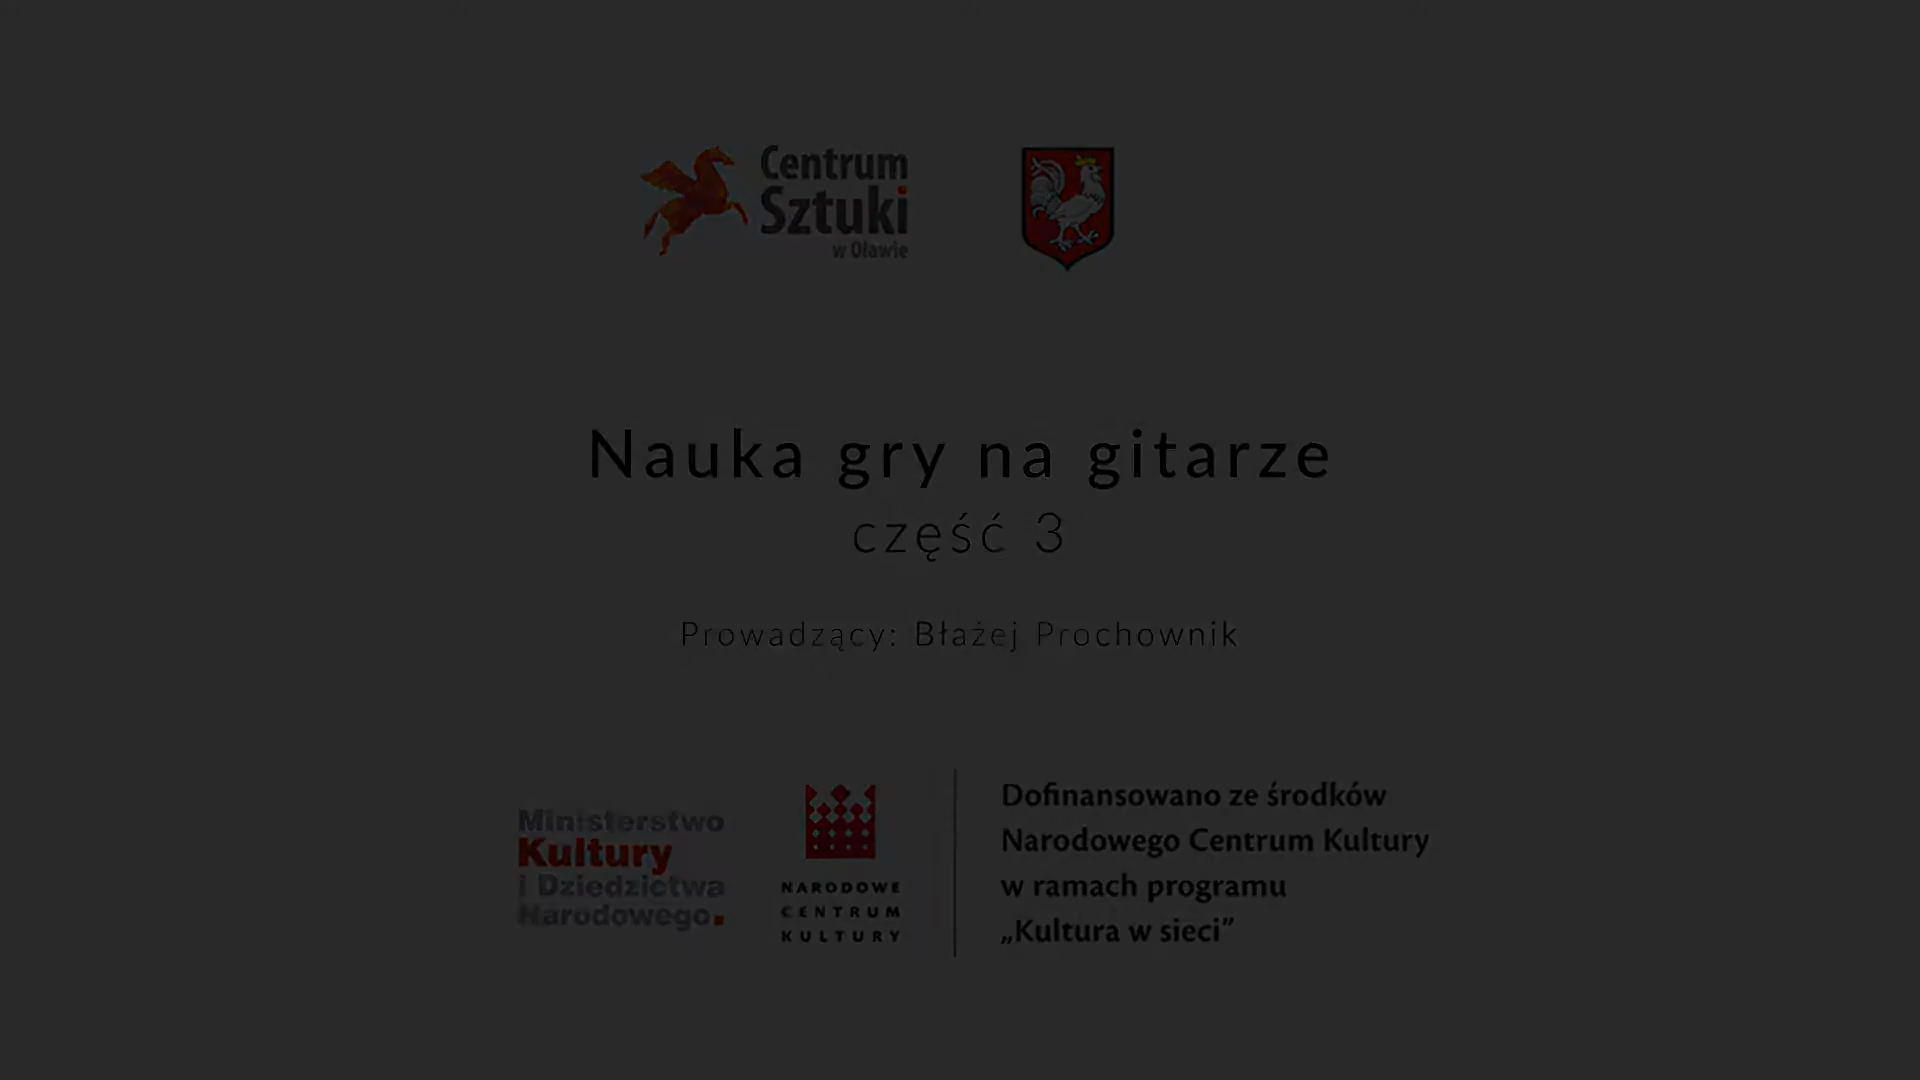 Centrum
Sztuki
w Oławie
Nauka gry na gitarze
część 3
Prowadzący: Błażej Prochownik
Ministerstwo
Kultury
i Dziedzictwa
Narodowego.
NARODOWE
CENTRUM
KULTURY
Dofinansowano ze środków
Narodowego Centrum Kultury
w ramach programu
„Kultura w sieci”